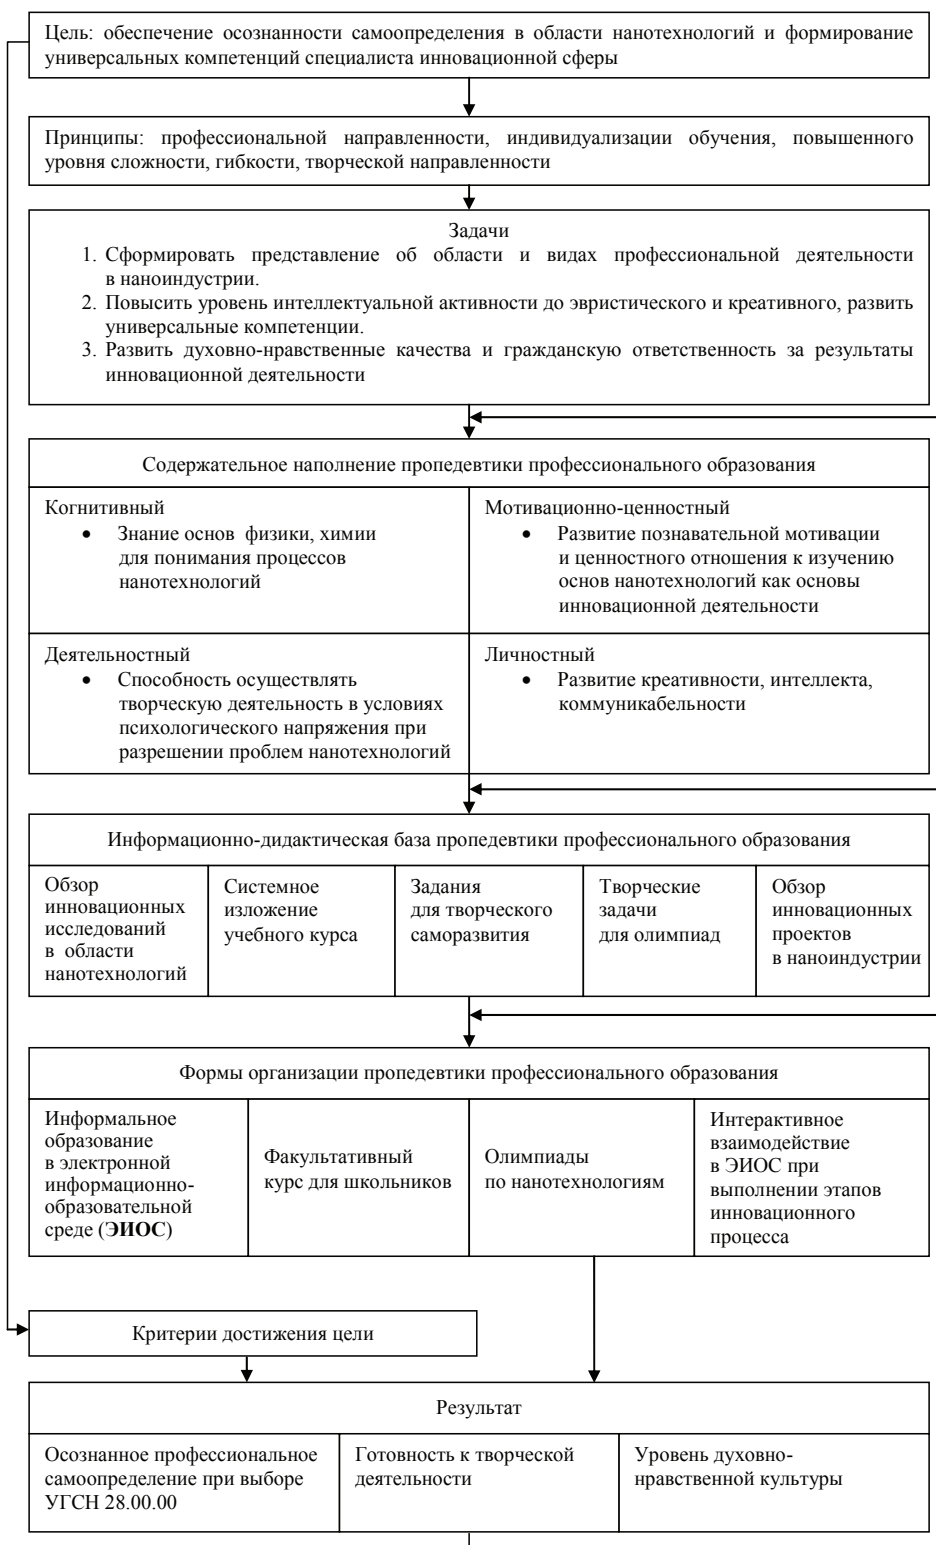 Цель: обеспечение осознанности самоопределения в области нанотехнологий и формирование
универсальных компетенций специалиста инновационной сферы
Принципы: профессиональной направленности, индивидуализации обучения, повышенного
уровня сложности, гибкости, творческой направленности
Задачи
1. Сформировать представление об области и видах профессиональной деятельности
в наноиндустрии.
2. Повысить уровень интеллектуальной активности до эвристического и креативного, развить
универсальные компетенции.
3. Развить духовно-нравственные качества и гражданскую ответственность за результаты
инновационной деятельности
Содержательное наполнение пропедевтики профессионального образования
Когнитивный
• Знание основ физики, химии
для понимания процессов
нанотехнологий
Мотивационно-ценностный
• Развитие познавательной мотивации
и ценностного отношения к изучению
основ нанотехнологий как основы
инновационной деятельности
Деятельностный
• Способность осуществлять
творческую деятельность в условиях
психологического напряжения при
разрешении проблем нанотехнологий
Личностный
• Развитие креативности, интеллекта,
коммуникабельности
Информационно-дидактическая база пропедевтики профессионального образования
Обзор
инновационных
исследований
в области
нанотехнологий
Системное
изложение
учебного курса
Задания
для творческого
саморазвития
Творческие
задачи
для олимпиад
Обзор
инновационных
проектов
в наноиндустрии
Формы организации пропедевтики профессионального образования
Информальное
образование
в электронной
информационно-
образовательной
среде (ЭИОС)
Факультативный
курс для школьников
Олимпиады
по нанотехнологиям
Интерактивное
взаимодействие
в ЭИОС при
выполнении этапов
инновационного
процесса
Критерии достижения цели
Результат
Осознанное профессиональное
самоопределение при выборе
УГСН 28.00.00
Готовность к творческой
деятельности
Уровень духовно-
нравственной культуры